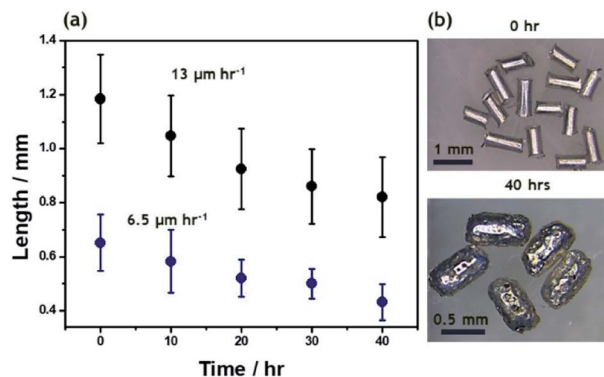 (a)
1.4
1.2
1.0
0.8
0.6
0.4
Length / mm
13 µm hr⁻¹
6.5 µm hr⁻¹
0
10
20
30
40
Time / hr
(b)
0 hr
1 mm
40 hrs
0.5 mm